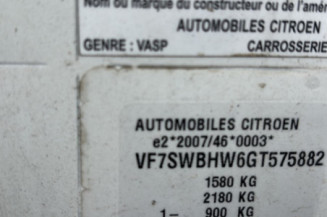 Nom ou marque du constructeur ou de l'amé
AUTOMOBILES CITROEN
GENRE : VASP CARROSSERIE
AUTOMOBILES CITROEN
e2*2007/46*0003*
VF7SWBHW6GT575882
1580 KG
2180 KG
1- 900 KG